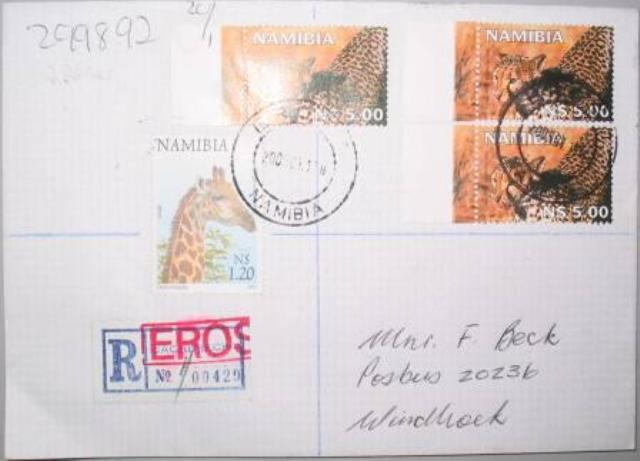 299892
NAMIBIA
N$ 5.00
NAMIBIA
N$ 5.00
NAMIBIA
N$ 5.00
NAMIBIA
N$
1.20
NAMIBIA
R
EROS
No 00429
Mnr. F. Beck
Posbus 20236
Windhoek